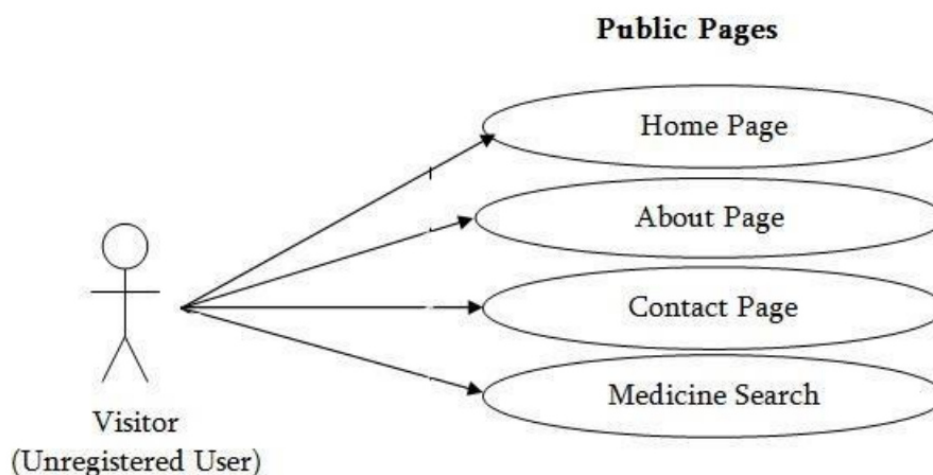 Public Pages
Home Page
About Page
Contact Page
Medicine Search
Visitor
(Unregistered User)